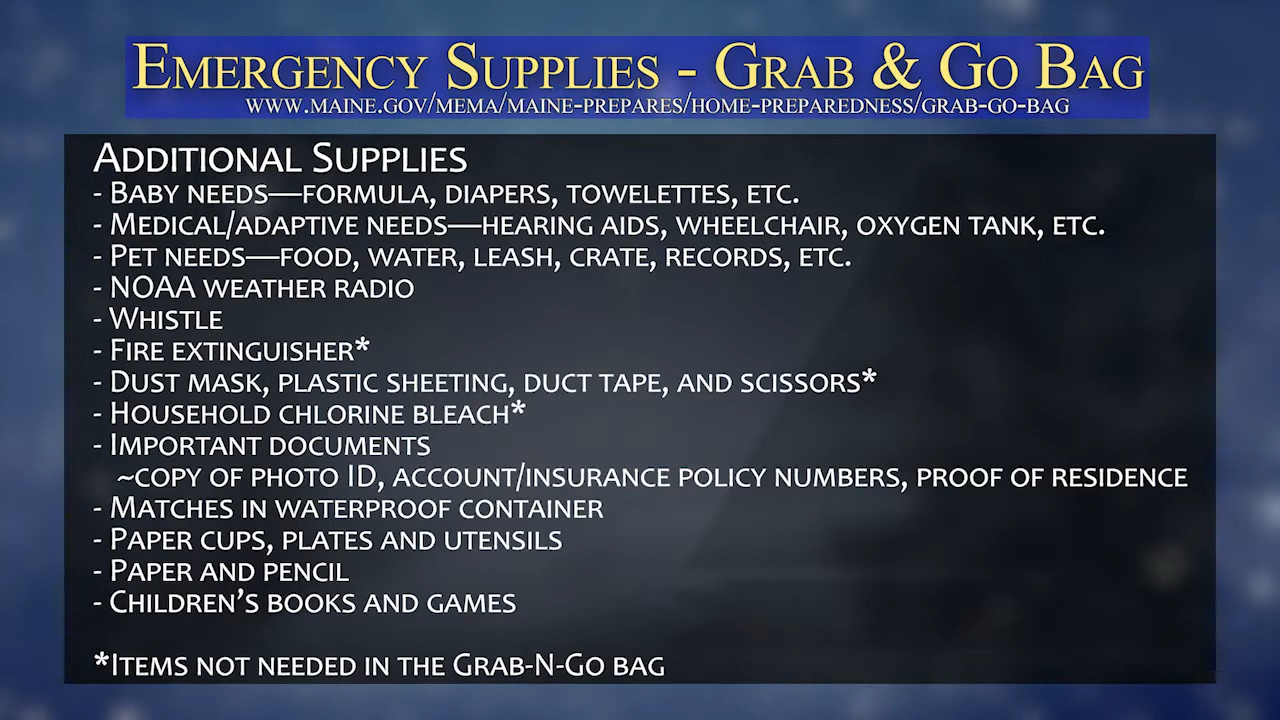 Emergency Supplies - Grab & Go Bag
www.maine.gov/mema/maine-prepares/home-preparedness/grab-go-bag
Additional Supplies
- Baby needs—formula, diapers, towelettes, etc.
- Medical/adaptive needs—hearing aids, wheelchair, oxygen tank, etc.
- Pet needs—food, water, leash, crate, records, etc.
- NOAA weather radio
- Whistle
- Fire extinguisher*
- Dust mask, plastic sheeting, duct tape, and scissors*
- Household chlorine bleach*
- Important documents
~copy of photo ID, account/insurance policy numbers, proof of residence
- Matches in waterproof container
- Paper cups, plates and utensils
- Paper and pencil
- Children's books and games
*Items not needed in the Grab-N-Go bag